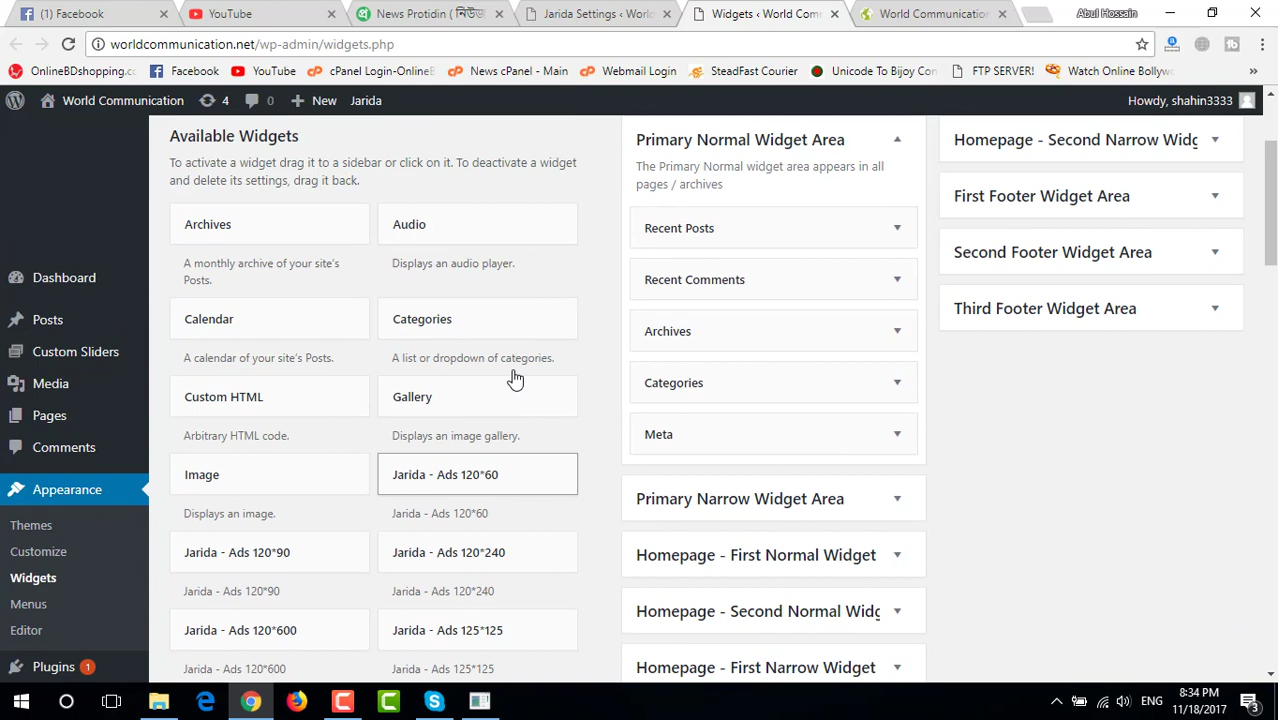 (1) Facebook
YouTube
News Protidin ( নিউজ
Jarida Settings ‹ World
Widgets ‹ World Comm
World Communication
Abul Hossain
worldcommunication.net/wp-admin/widgets.php
OnlineBDshopping.c
Facebook
YouTube
cPanel Login-OnlineB
News cPanel - Main
Webmail Login
SteadFast Courier
Unicode To Bijoy Con
FTP SERVER!
Watch Online Bollyw
»
World Communication
4
0
New
Jarida
Howdy, shahin3333
Dashboard
Posts
Custom Sliders
Media
Pages
Comments
Appearance
Themes
Customize
Widgets
Menus
Editor
Plugins 1
Available Widgets
To activate a widget drag it to a sidebar or click on it. To deactivate a widget
and delete its settings, drag it back.
Archives
A monthly archive of your site's
Posts.
Audio
Displays an audio player.
Calendar
A calendar of your site's Posts.
Categories
A list or dropdown of categories.
Custom HTML
Arbitrary HTML code.
Gallery
Displays an image gallery.
Image
Displays an image.
Jarida - Ads 120*60
Jarida - Ads 120*60
Jarida - Ads 120*90
Jarida - Ads 120*90
Jarida - Ads 120*240
Jarida - Ads 120*240
Jarida - Ads 120*600
Jarida - Ads 120*600
Jarida - Ads 125*125
Jarida - Ads 125*125
Primary Normal Widget Area
The Primary Normal widget area appears in all
pages / archives
Recent Posts
Recent Comments
Archives
Categories
Meta
Primary Narrow Widget Area
Homepage - First Normal Widget
Homepage - Second Normal Widg
Homepage - First Narrow Widget
Homepage - Second Narrow Widg
First Footer Widget Area
Second Footer Widget Area
Third Footer Widget Area
ENG
8:34 PM
11/18/2017
3